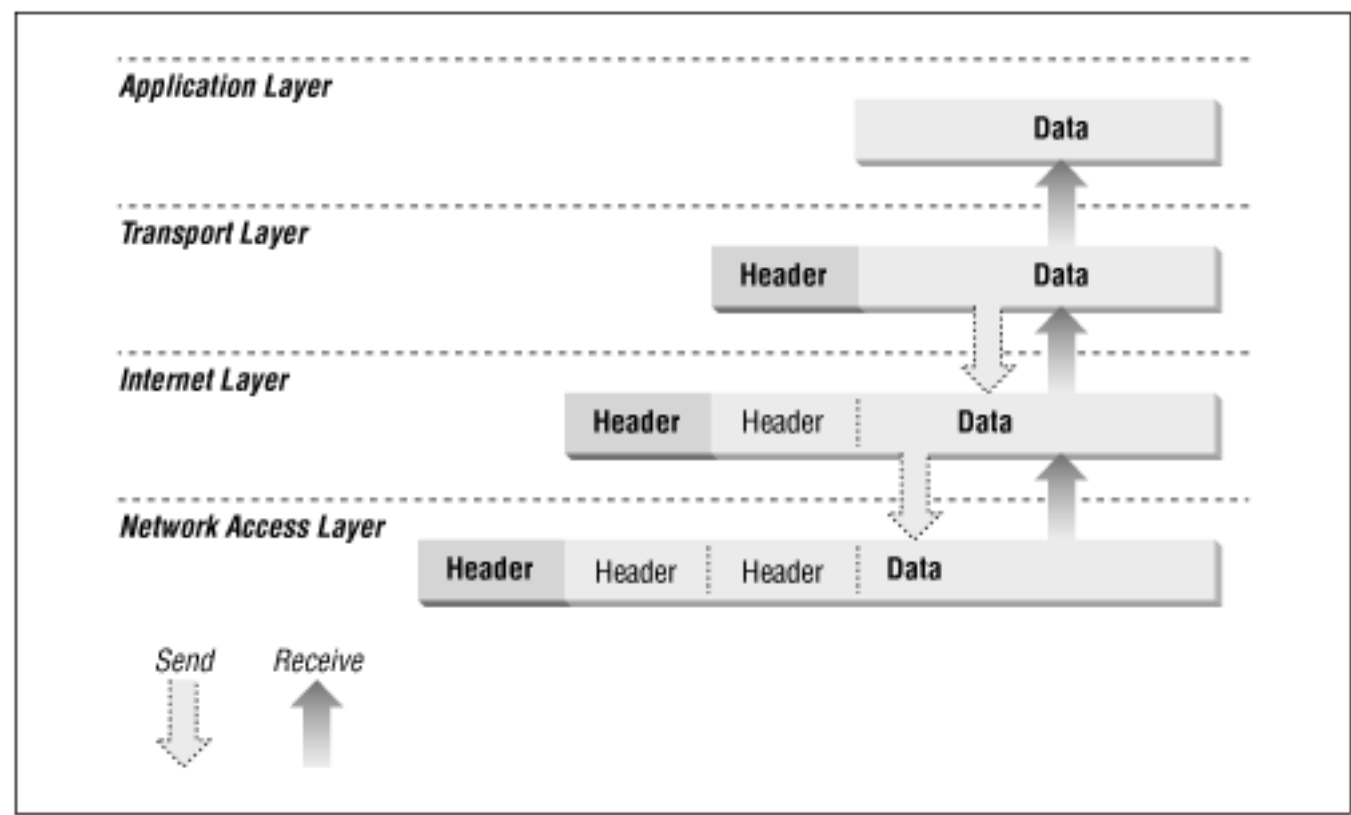 Application Layer
Data
Transport Layer
Header Data
Internet Layer
Header Header Data
Network Access Layer
Header Header Header Data
Send Receive